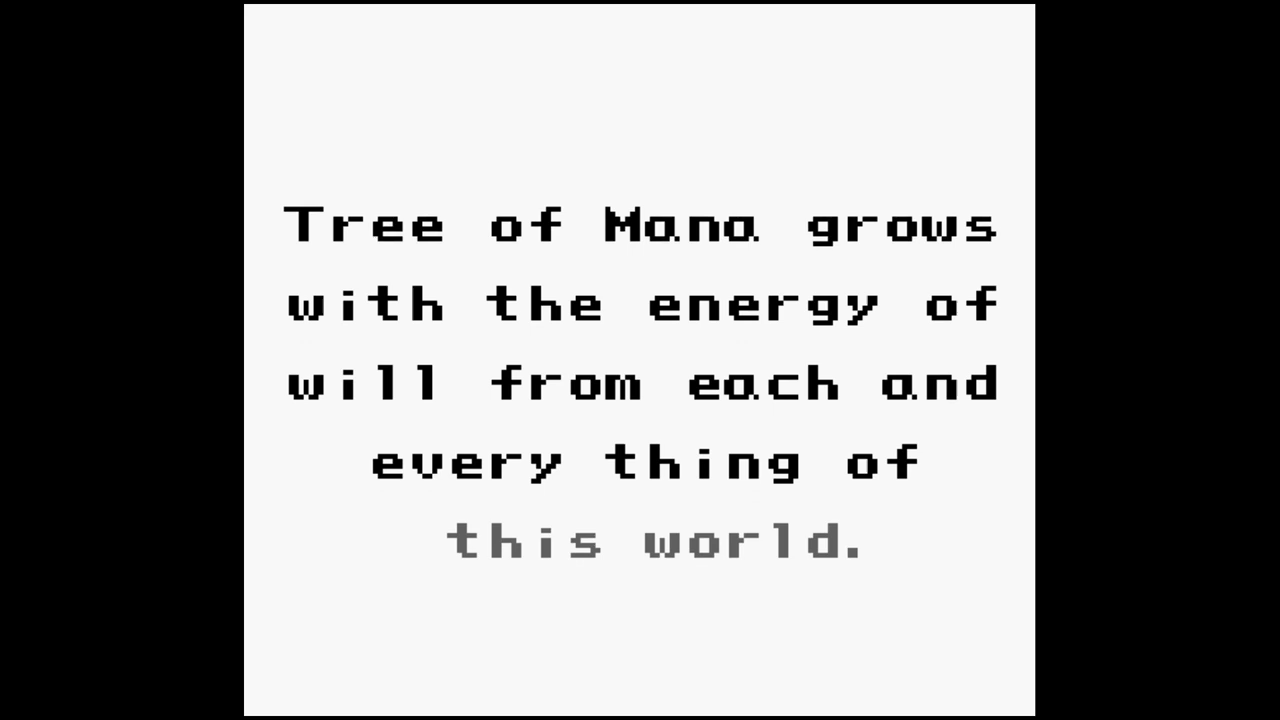 Tree of Mana grows
with the energy of
will from each and
every thing of
this world.